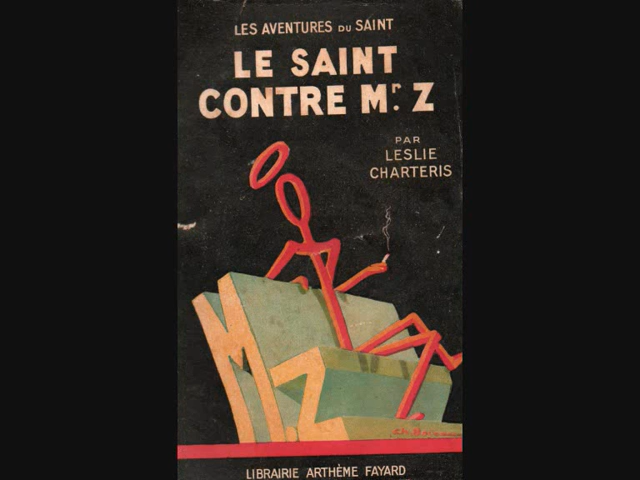 LES AVENTURES DU SAINT
LE SAINT
CONTRE Mr. Z
PAR
LESLIE
CHARTERIS
M. Z
LIBRAIRIE ARTHÈME FAYARD